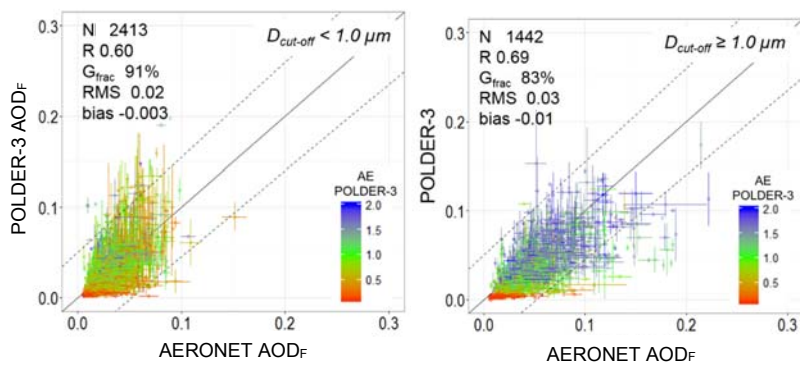 N 2413
R 0.60
Gfrac 91%
RMS 0.02
bias -0.003
Dcut-off < 1.0 µm
POLDER-3 AODF
0.3
0.2
0.1
0.0
AE
POLDER-3
2.0
1.5
1.0
0.5
0.0 0.1 0.2 0.3
AERONET AODF
N 1442
R 0.69
Gfrac 83%
RMS 0.03
bias -0.01
Dcut-off ≥ 1.0 µm
POLDER-3
0.3
0.2
0.1
0.0
AE
POLDER-3
2.0
1.5
1.0
0.5
0.0 0.1 0.2 0.3
AERONET AODF